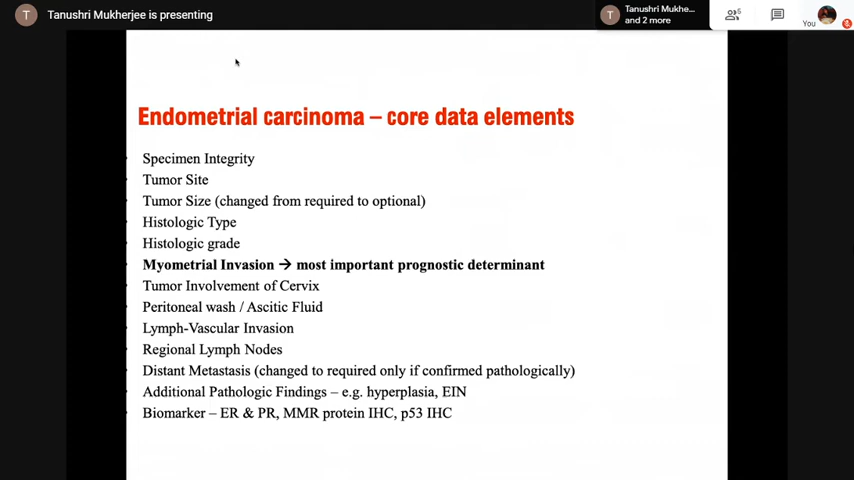 T Tanushri Mukherjee is presenting
T Tanushri Mukhe...
and 2 more
6
You
Endometrial carcinoma – core data elements
Specimen Integrity
Tumor Site
Tumor Size (changed from required to optional)
Histologic Type
Histologic grade
Myometrial Invasion → most important prognostic determinant
Tumor Involvement of Cervix
Peritoneal wash / Ascitic Fluid
Lymph-Vascular Invasion
Regional Lymph Nodes
Distant Metastasis (changed to required only if confirmed pathologically)
Additional Pathologic Findings – e.g. hyperplasia, EIN
Biomarker – ER & PR, MMR protein IHC, p53 IHC